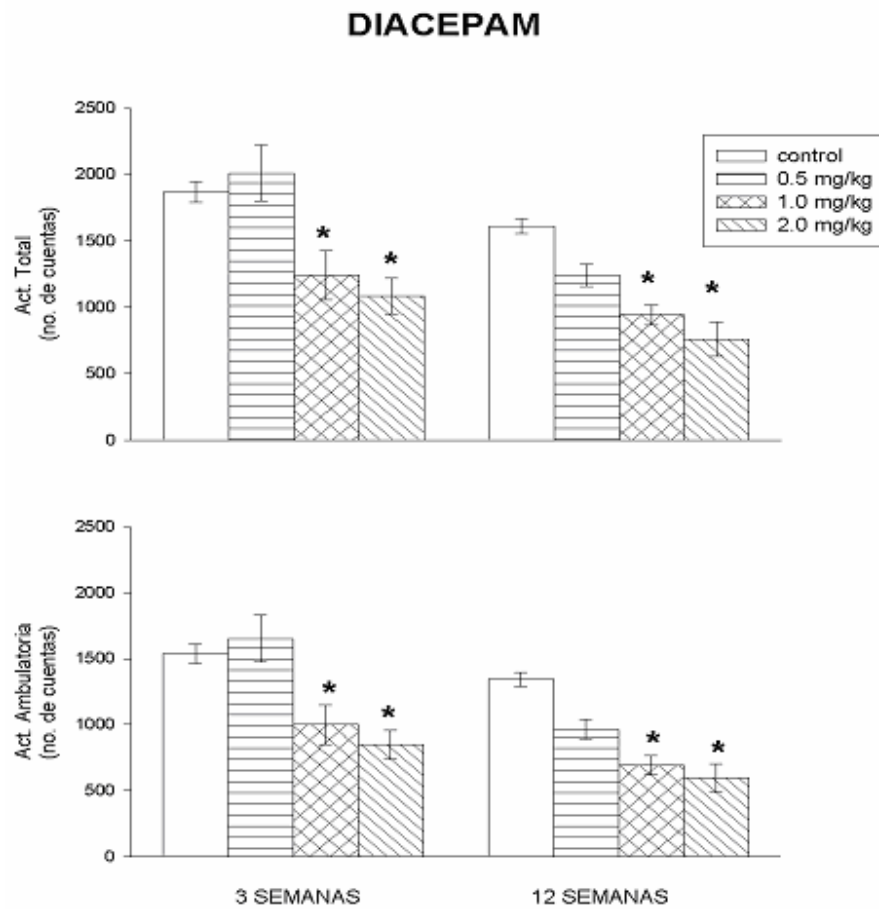 DIACEPAM
2500
2000
1500
1000
500
0
Act. Total
(no. de cuentas)
control
0.5 mg/kg
1.0 mg/kg
2.0 mg/kg
* *
* *
2500
2000
1500
1000
500
0
Act. Ambulatoria
(no. de cuentas)
* *
* *
3 SEMANAS
12 SEMANAS